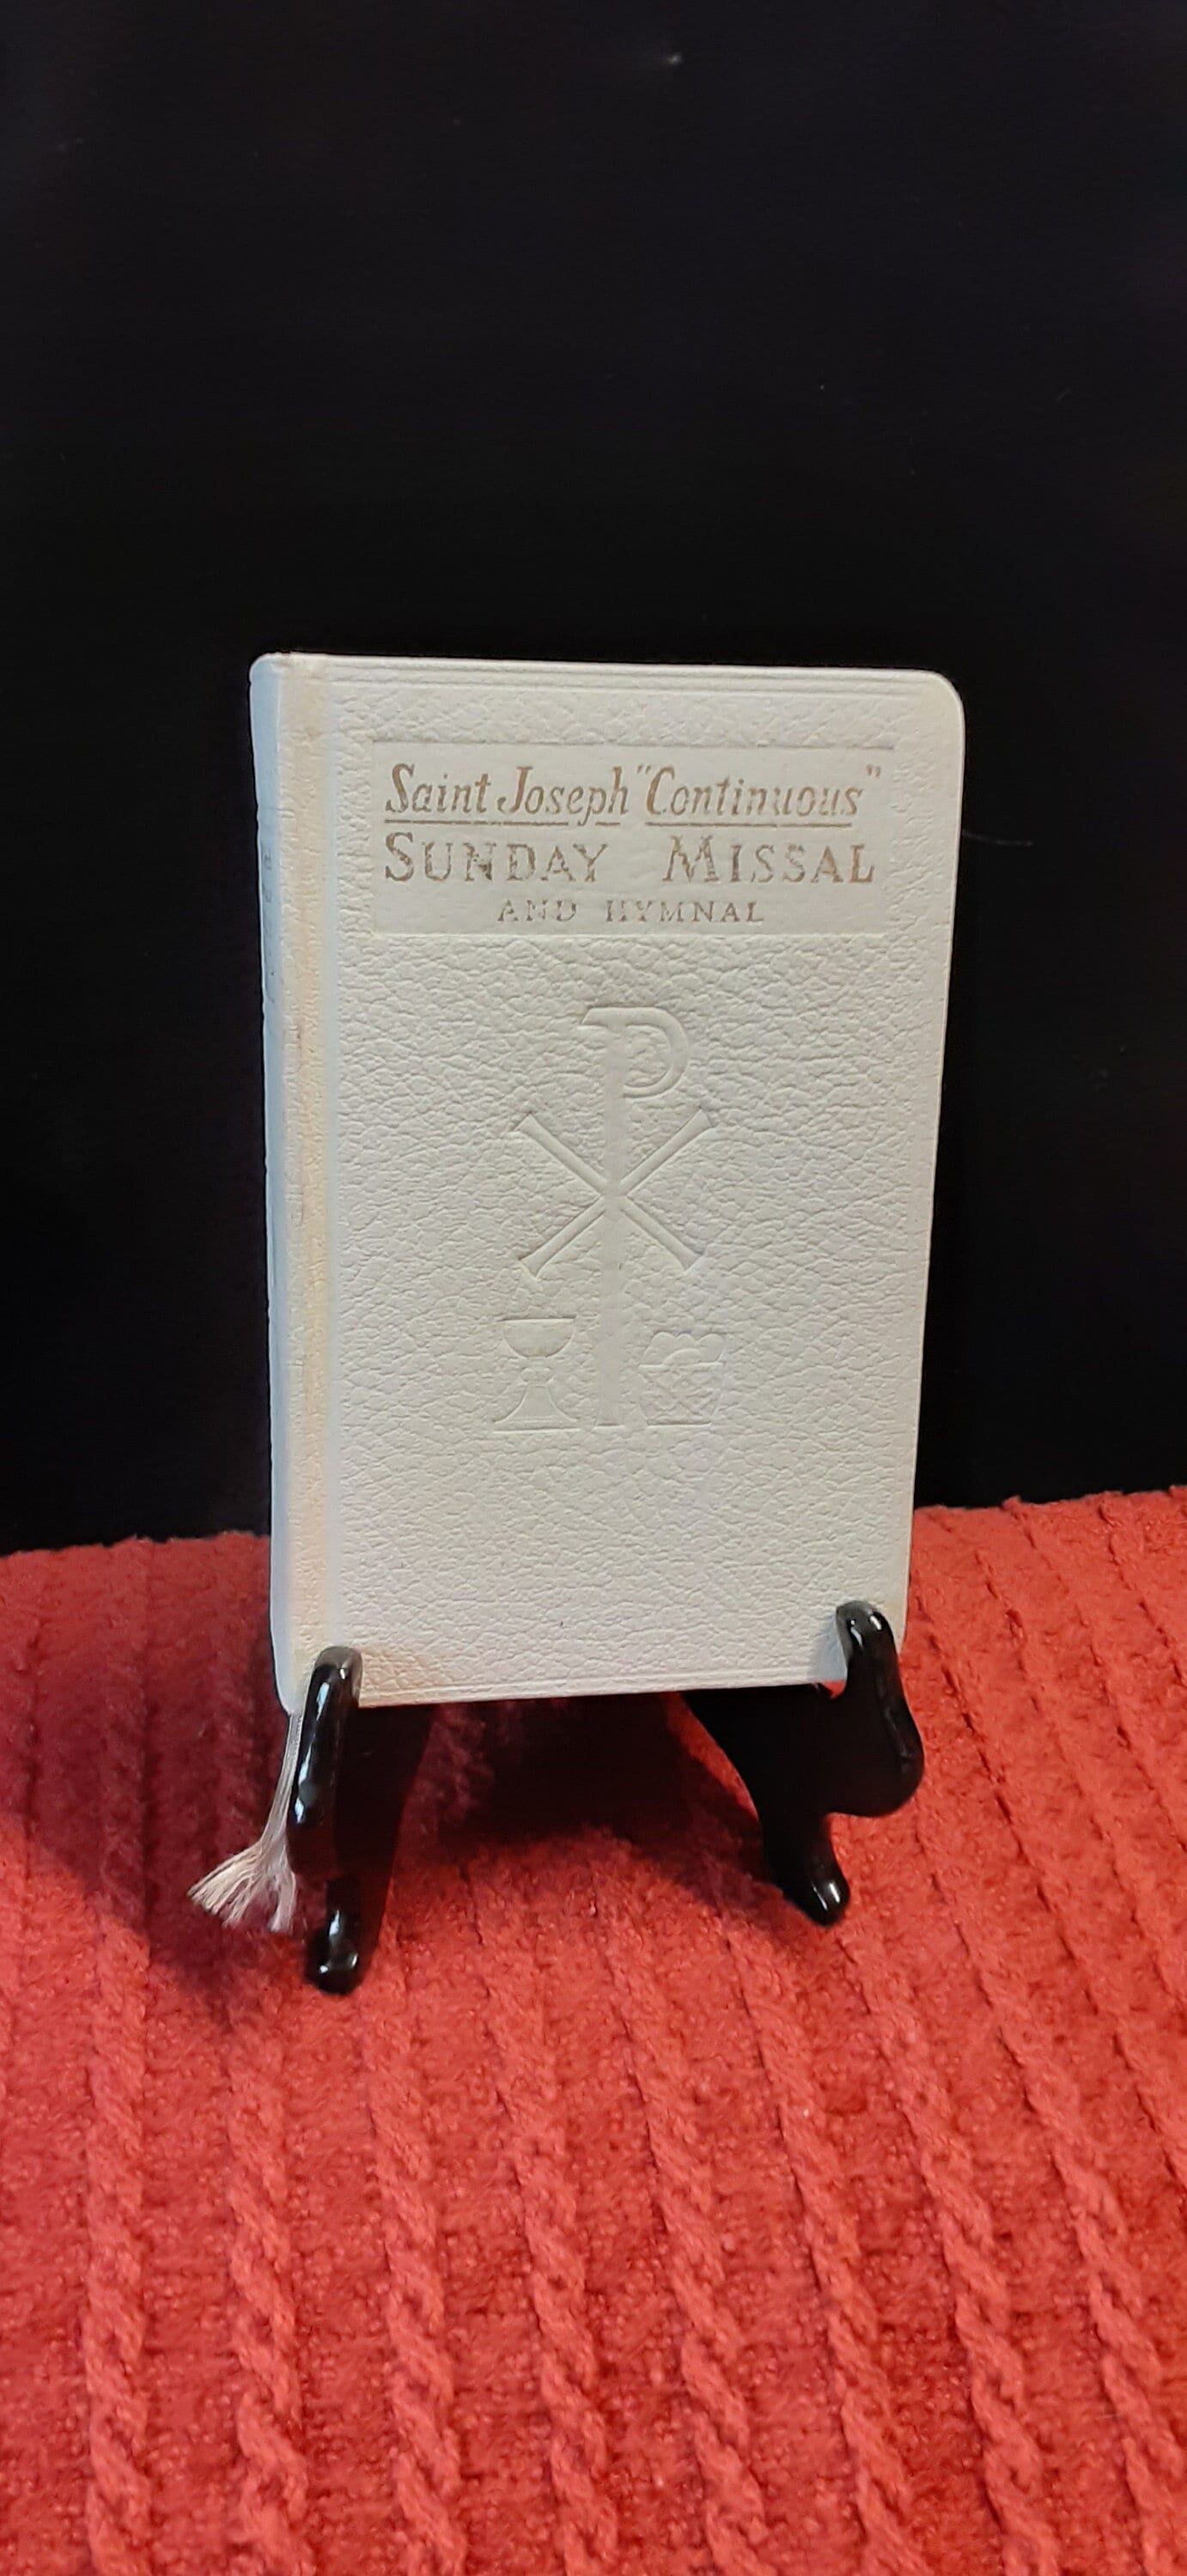 Saint Joseph "Continuous"
SUNDAY MISSAL
AND HYMNAL